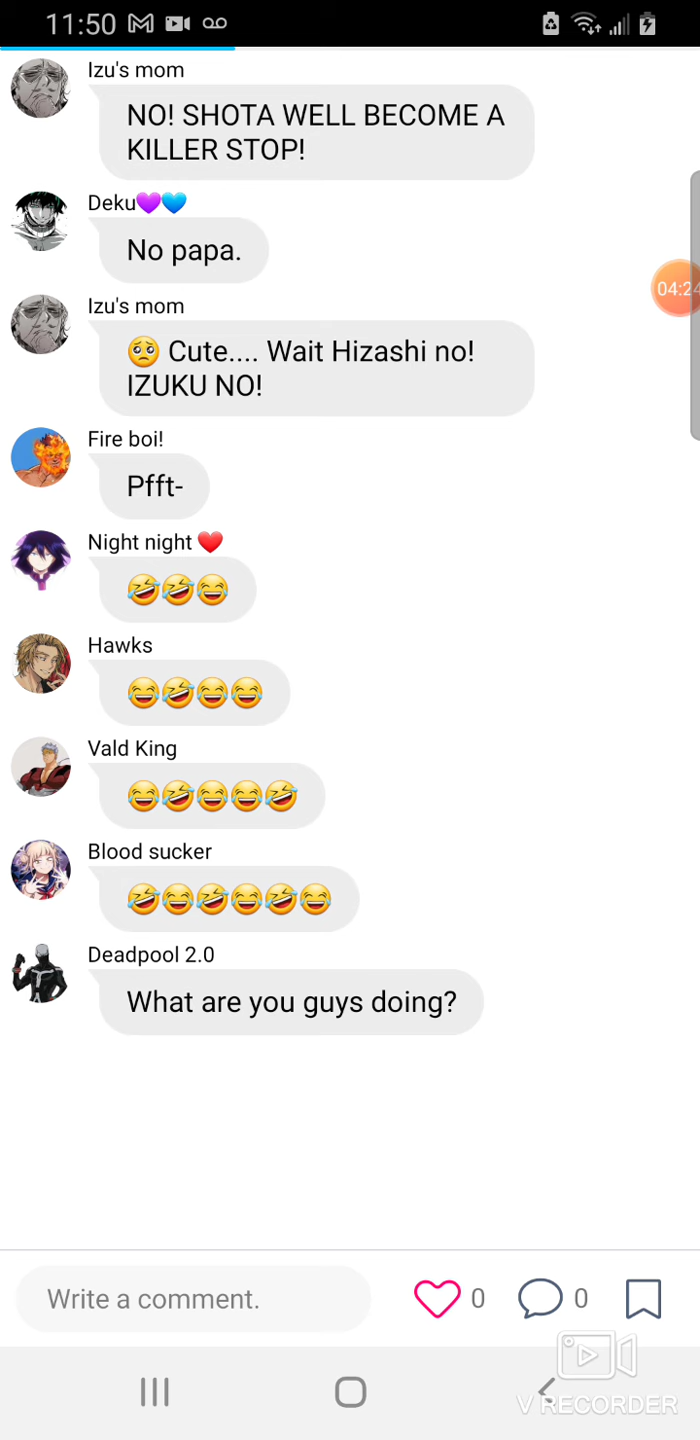 11:50
Izu's mom
NO! SHOTA WELL BECOME A
KILLER STOP!
Deku💜💙
No papa.
04:24
Izu's mom
🥺 Cute.... Wait Hizashi no!
IZUKU NO!
Fire boi!
Pfft-
Night night ❤️
🤣🤣😂
Hawks
😂🤣😂😂
Vald King
😂🤣😂😂🤣
Blood sucker
🤣😂🤣😂🤣😂
Deadpool 2.0
What are you guys doing?
Write a comment.
0
0
V RECORDER